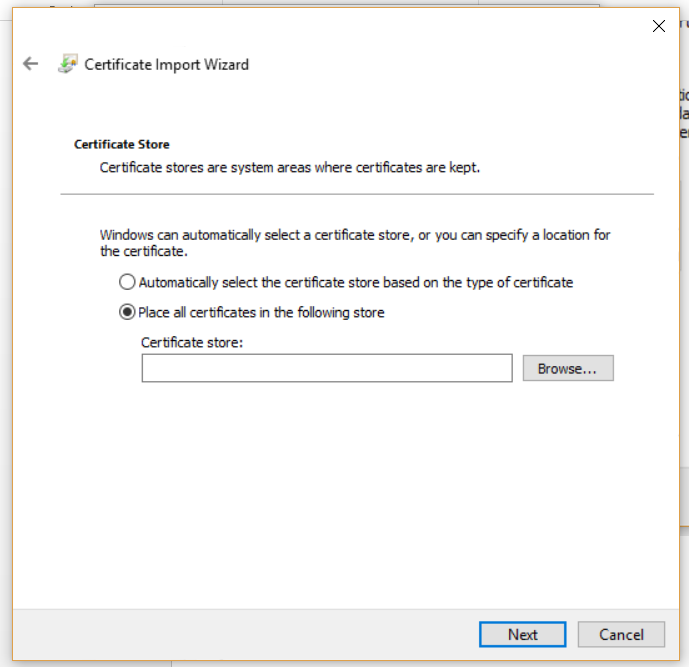 Certificate Import Wizard
Certificate Store
Certificate stores are system areas where certificates are kept.
Windows can automatically select a certificate store, or you can specify a location for
the certificate.
Automatically select the certificate store based on the type of certificate
Place all certificates in the following store
Certificate store:
Browse...
Next
Cancel